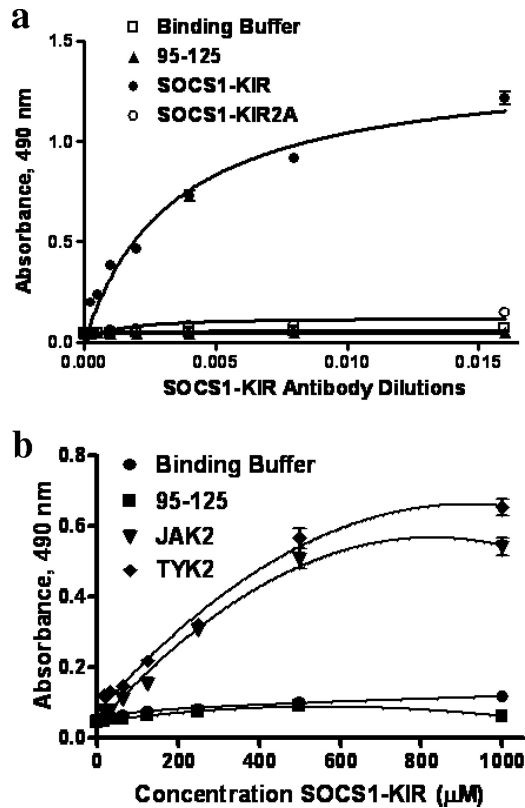 a
Binding Buffer
95-125
SOCS1-KIR
SOCS1-KIR2A
1.5
1.0
0.5
0.0
Absorbance, 490 nm
0.000 0.005 0.010 0.015
SOCS1-KIR Antibody Dilutions
b
Binding Buffer
95-125
JAK2
TYK2
0.8
0.6
0.4
0.2
0.0
Absorbance, 490 nm
0 200 400 600 800 1000
Concentration SOCS1-KIR (μM)